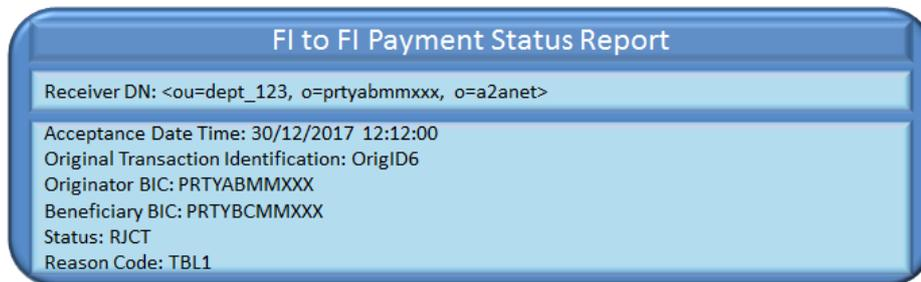 FI to FI Payment Status Report
Receiver DN: <ou=dept_123, o=prtyabmmxxx, o=a2anet>
Acceptance Date Time: 30/12/2017 12:12:00
Original Transaction Identification: OrigID6
Originator BIC: PRTYABMMXXX
Beneficiary BIC: PRTYBCMMXXX
Status: RJCT
Reason Code: TBL1